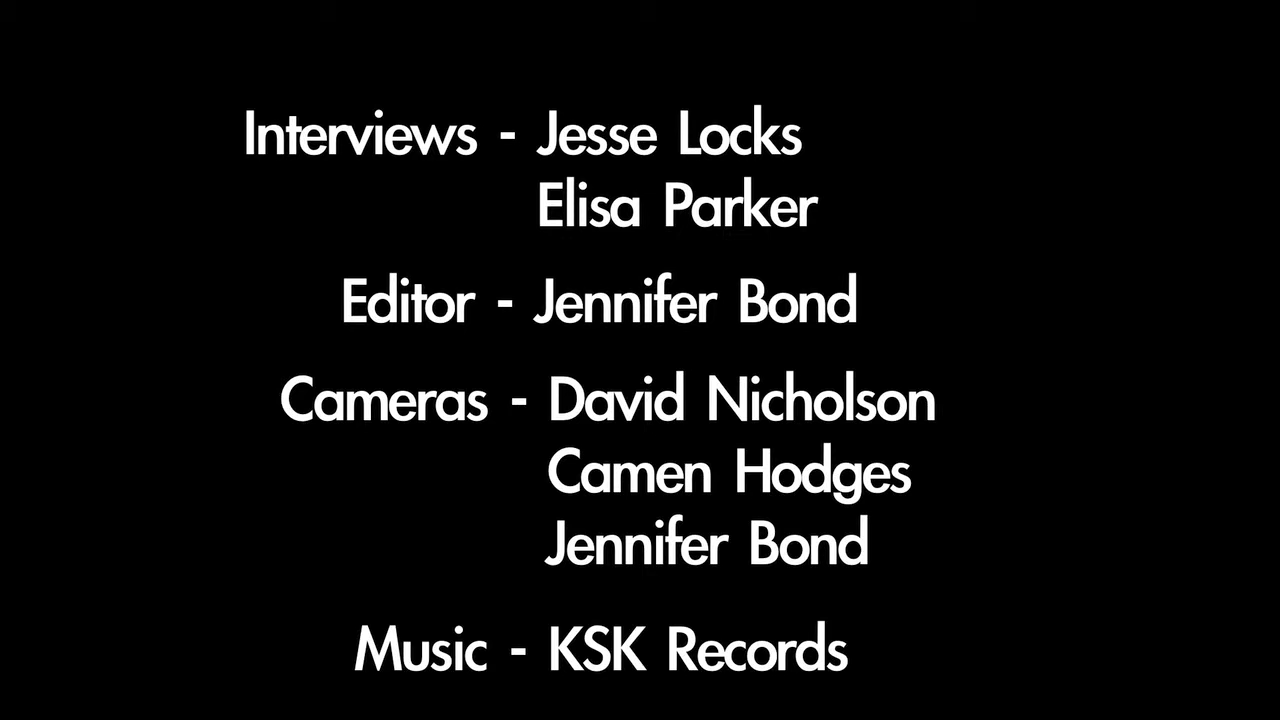 Interviews - Jesse Locks
Elisa Parker
Editor - Jennifer Bond
Cameras - David Nicholson
Camen Hodges
Jennifer Bond
Music - KSK Records